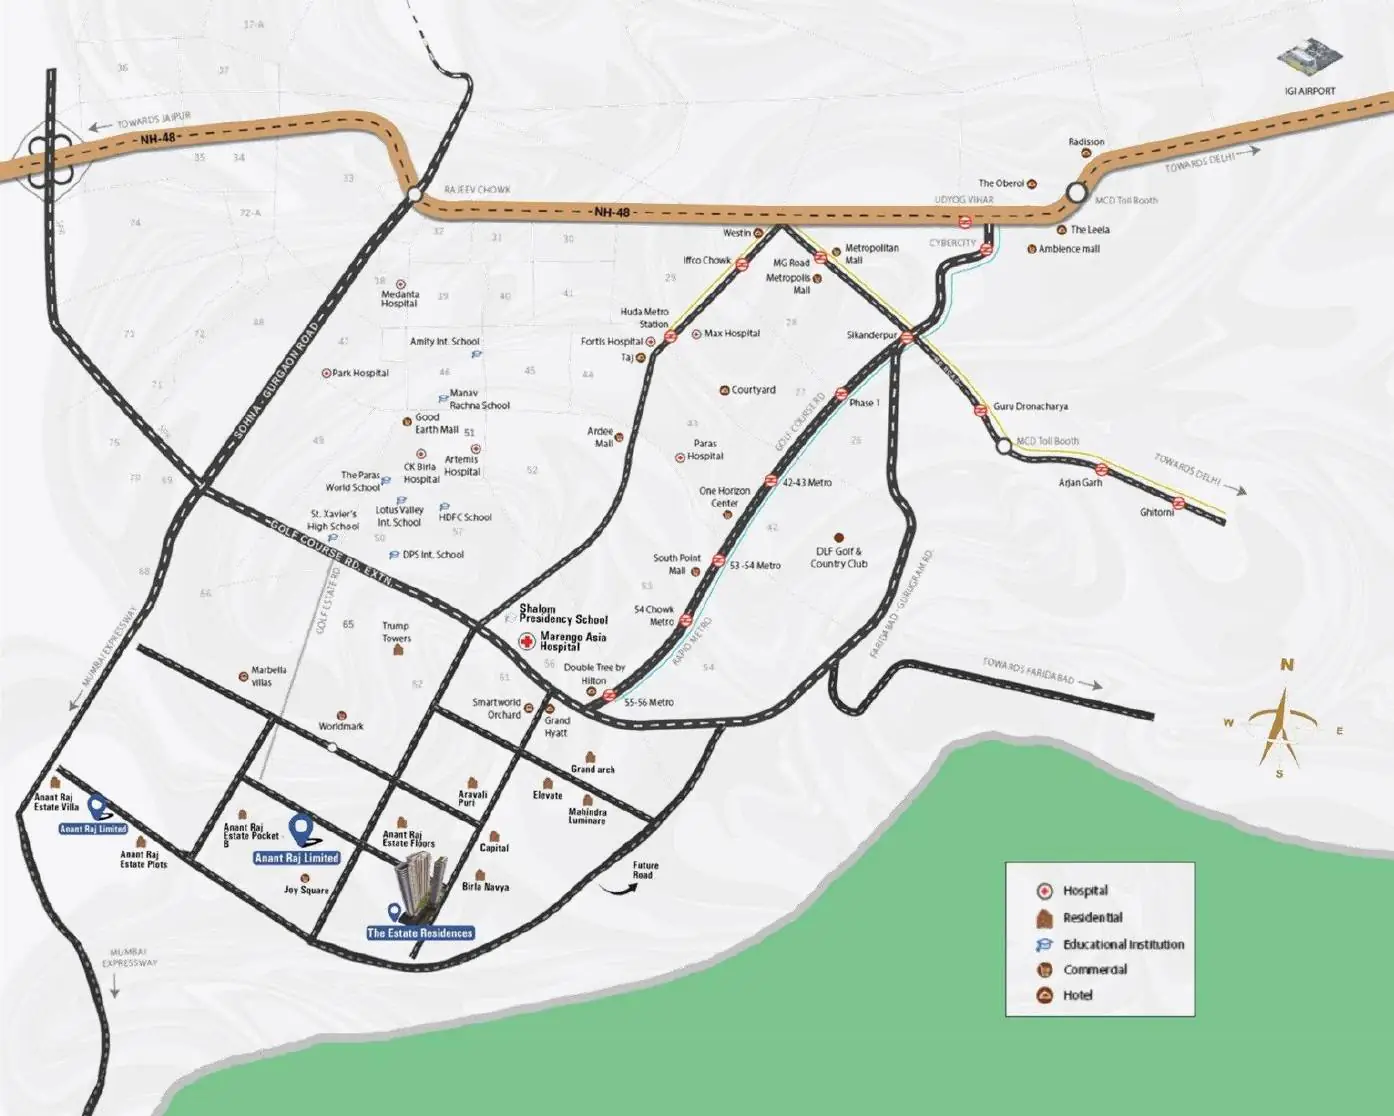 17-A
36
37
IGI AIRPORT
TOWARDS JAIPUR
NH-48
Radisson
35
34
TOWARDS DELHI
33
The Oberoi
RAJEEV CHOWK
UDYOG VIHAR
MCD Toll Booth
72-A
NH-48
74
32
31
30
Westin
The Leela
CYBERCITY
Ambience mall
Metropolitan
Mall
Iffco Chowk
MG Road
Metropolis
Mall
38
Medanta
Hospital
39
40
41
29
Huda Metro
Station
28
71
72
48
47
Amity Int. School
Fortis Hospital
Max Hospital
Sikanderpur
Taj
Park Hospital
46
45
44
71
Manav
Rachna School
Courtyard
27
Phase 1
Guru Dronacharya
SOHNA - GURGAON ROAD
Good
Earth Mall
51
Ardee
Mall
43
GOLF COURSE RD
26
49
Artemis
Hospital
Paras
Hospital
MCD Toll Booth
75
CK Birla
Hospital
52
TOWARDS DELHI
70
69
The Paras
World School
42-43 Metro
Arjan Garh
One Horizon
Center
Lotus Valley
Int. School
HDFC School
Ghitorni
St. Xavier's
High School
50
57
42
GOLF COURSE RD. EXTN.
DPS Int. School
DLF Golf &
Country Club
South Point
Mall
53 -54 Metro
68
66
GOLF ESTATE RD.
53
FARIDABAD - GURUGRAM RD.
65
Trump
Towers
Shalom
Presidency School
54 Chowk
Metro
Marengo Asia
Hospital
RAPID METRO
MUMBAI EXPRESSWAY
56
Double Tree by
Hilton
54
TOWARDS FARIDABAD
N
Marbella
villas
62
61
55-56 Metro
Smartworld
Orchard
Grand
Hyatt
Worldmark
W
E
S
Grand arch
Anant Raj
Estate Villa
Anant Raj Limited
Aravali
Puri
Elevate
Mahindra
Luminare
Anant Raj
Estate Pocket
B
Anant Raj
Estate Floors
Capital
Anant Raj
Estate Plots
Anant Raj Limited
Joy Square
Birla Navya
Future
Road
The Estate Residences
MUMBAI
EXPRESSWAY
Hospital
Residential
Educational Institution
Commercial
Hotel